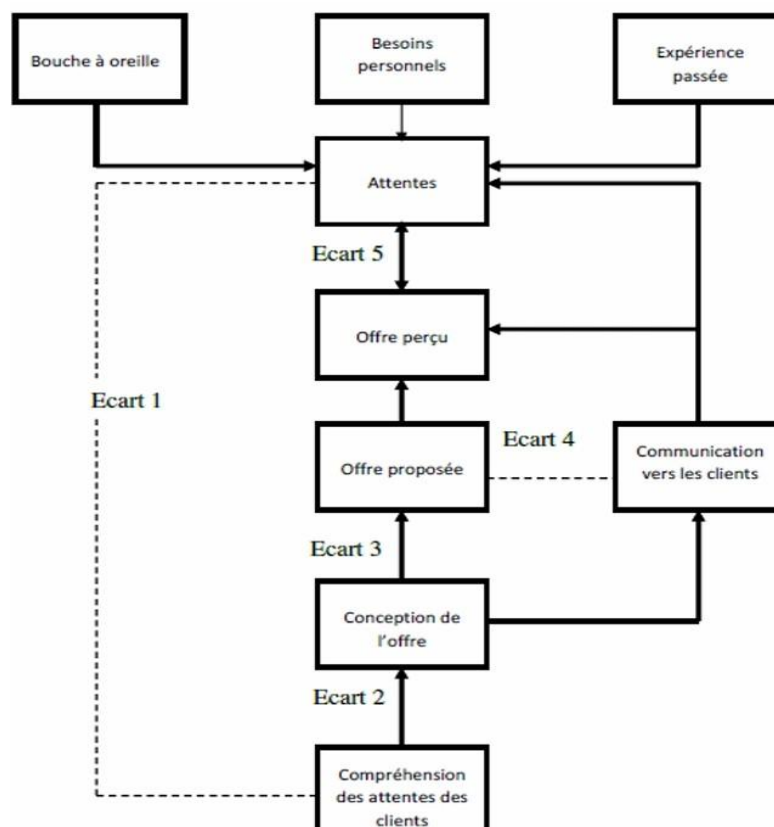 Bouche à oreille
Besoins
personnels
Expérience
passée
Attentes
Ecart 5
Offre perçu
Ecart 1
Ecart 4
Offre proposée
Communication
vers les clients
Ecart 3
Conception de
l'offre
Ecart 2
Compréhension
des attentes des
clients